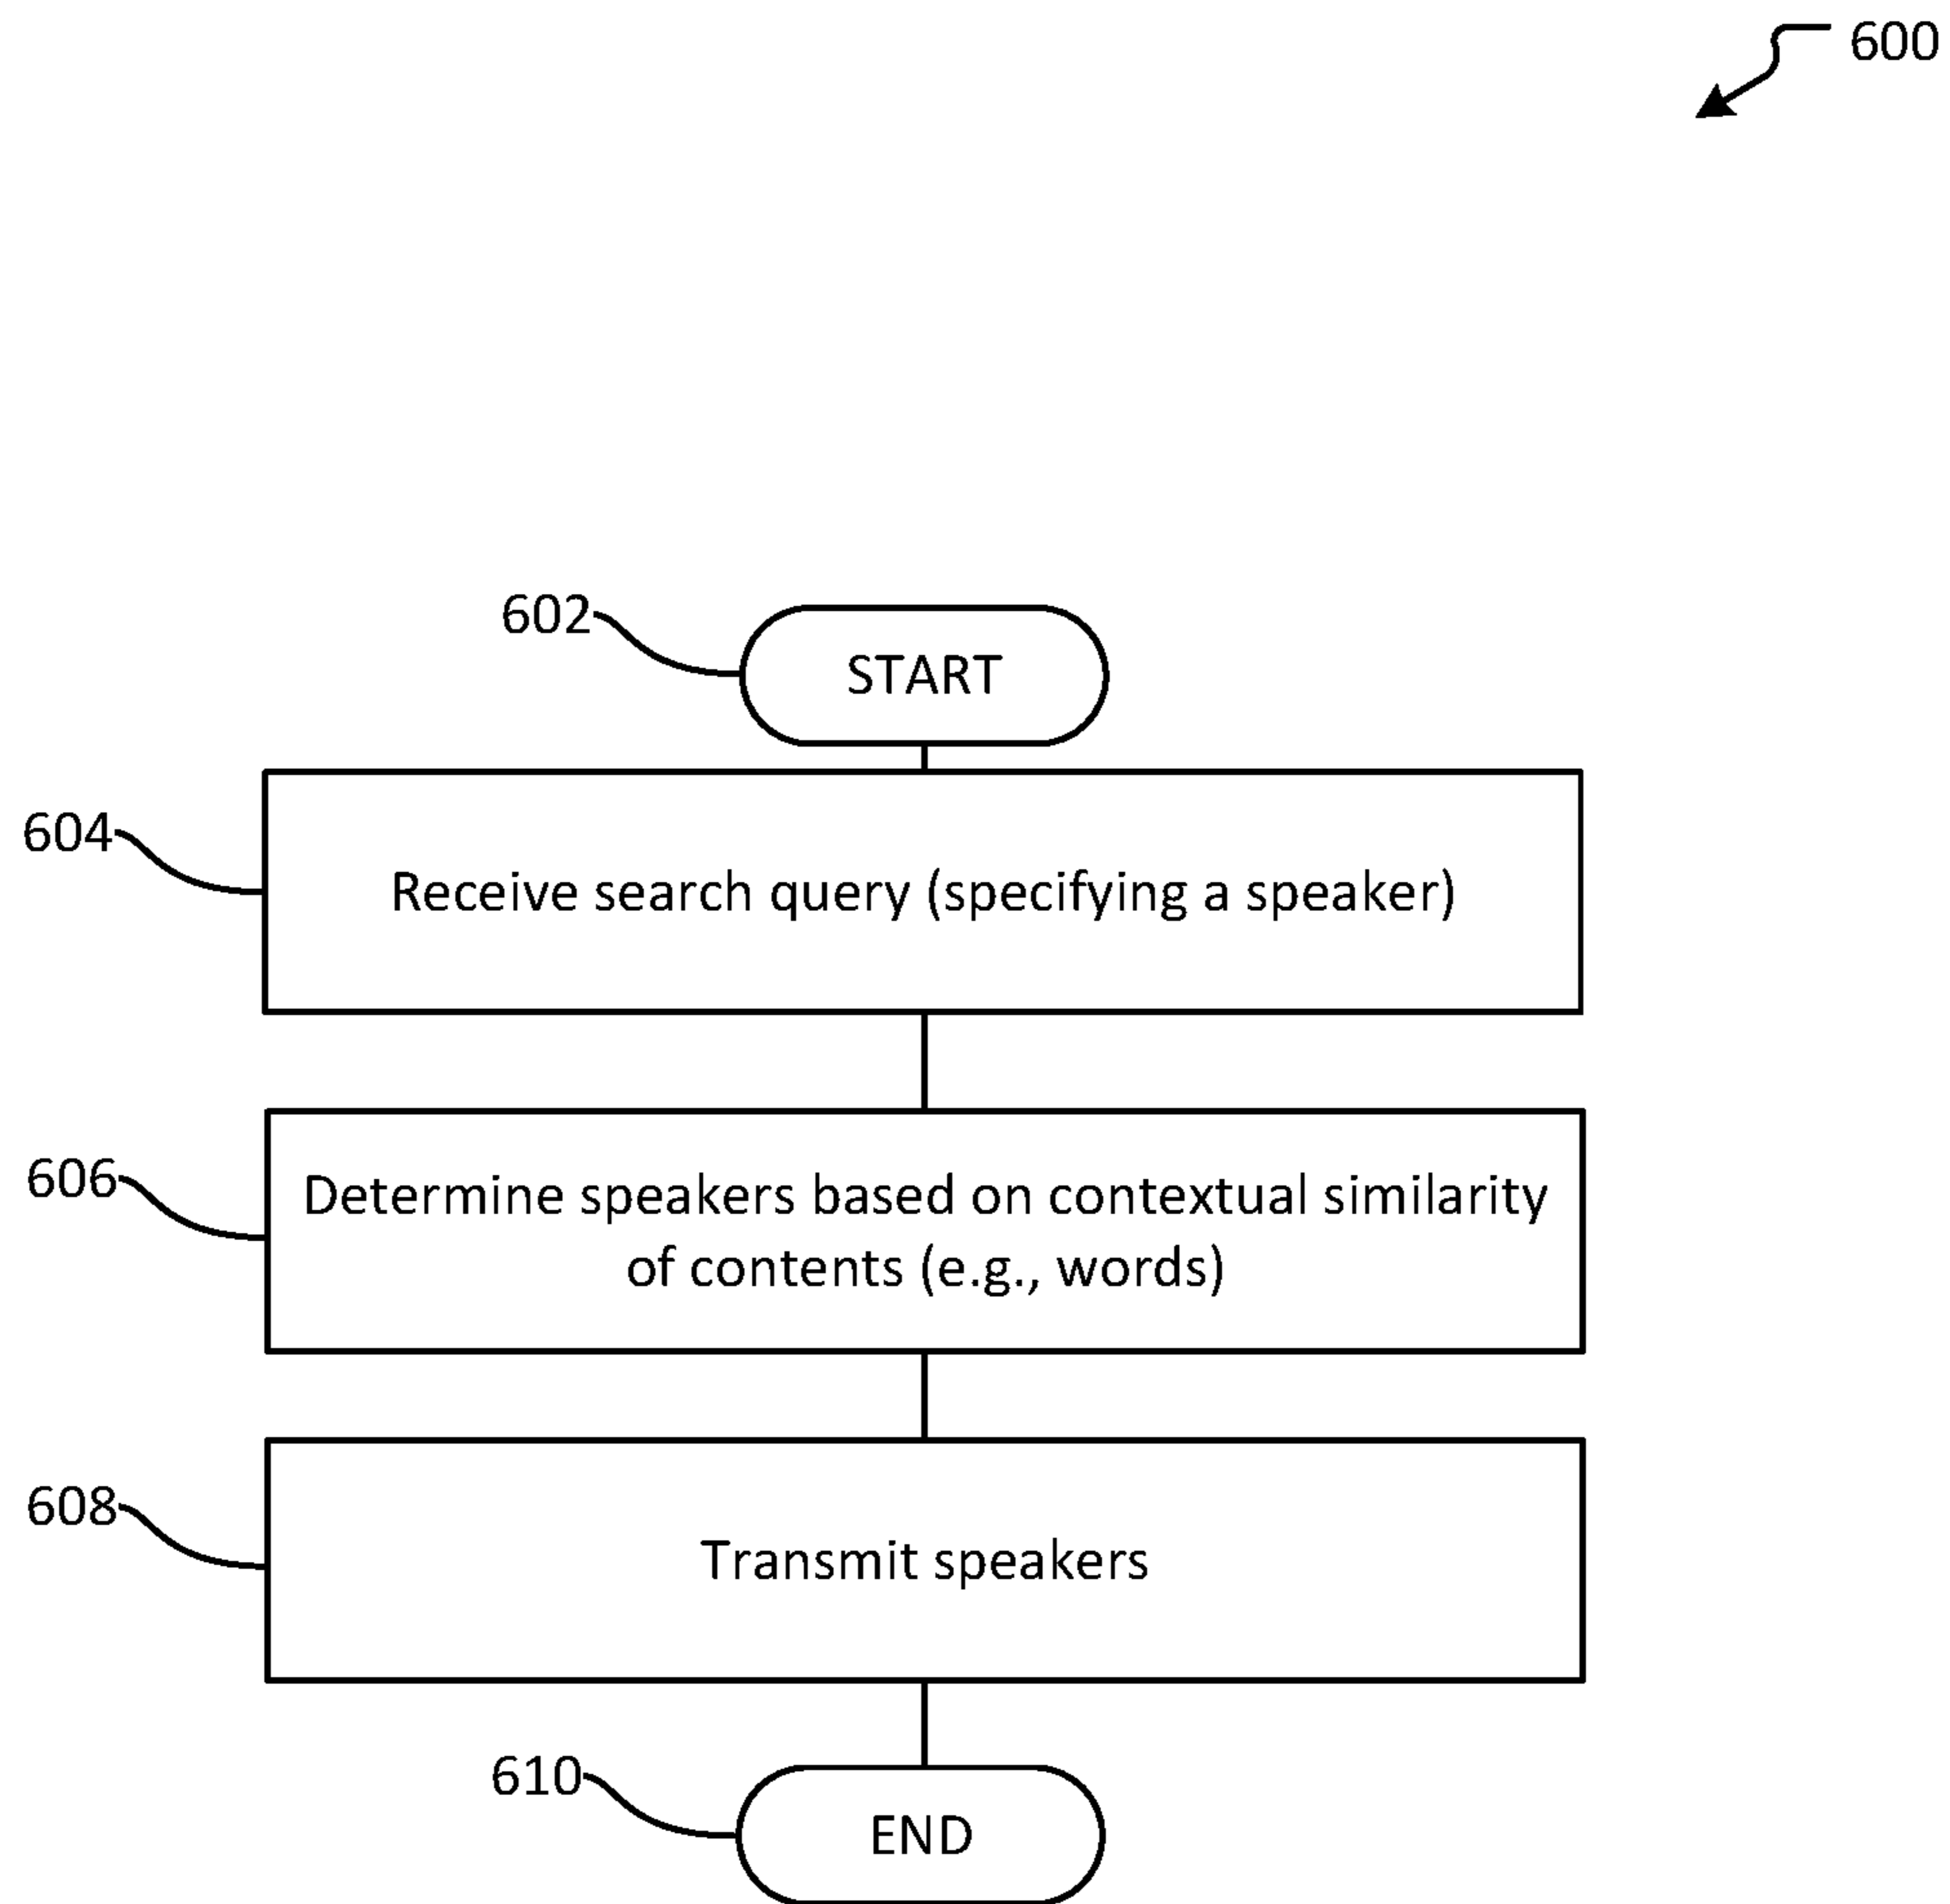 600
602
START
604
Receive search query (specifying a speaker)
606
Determine speakers based on contextual similarity
of contents (e.g., words)
608
Transmit speakers
610
END